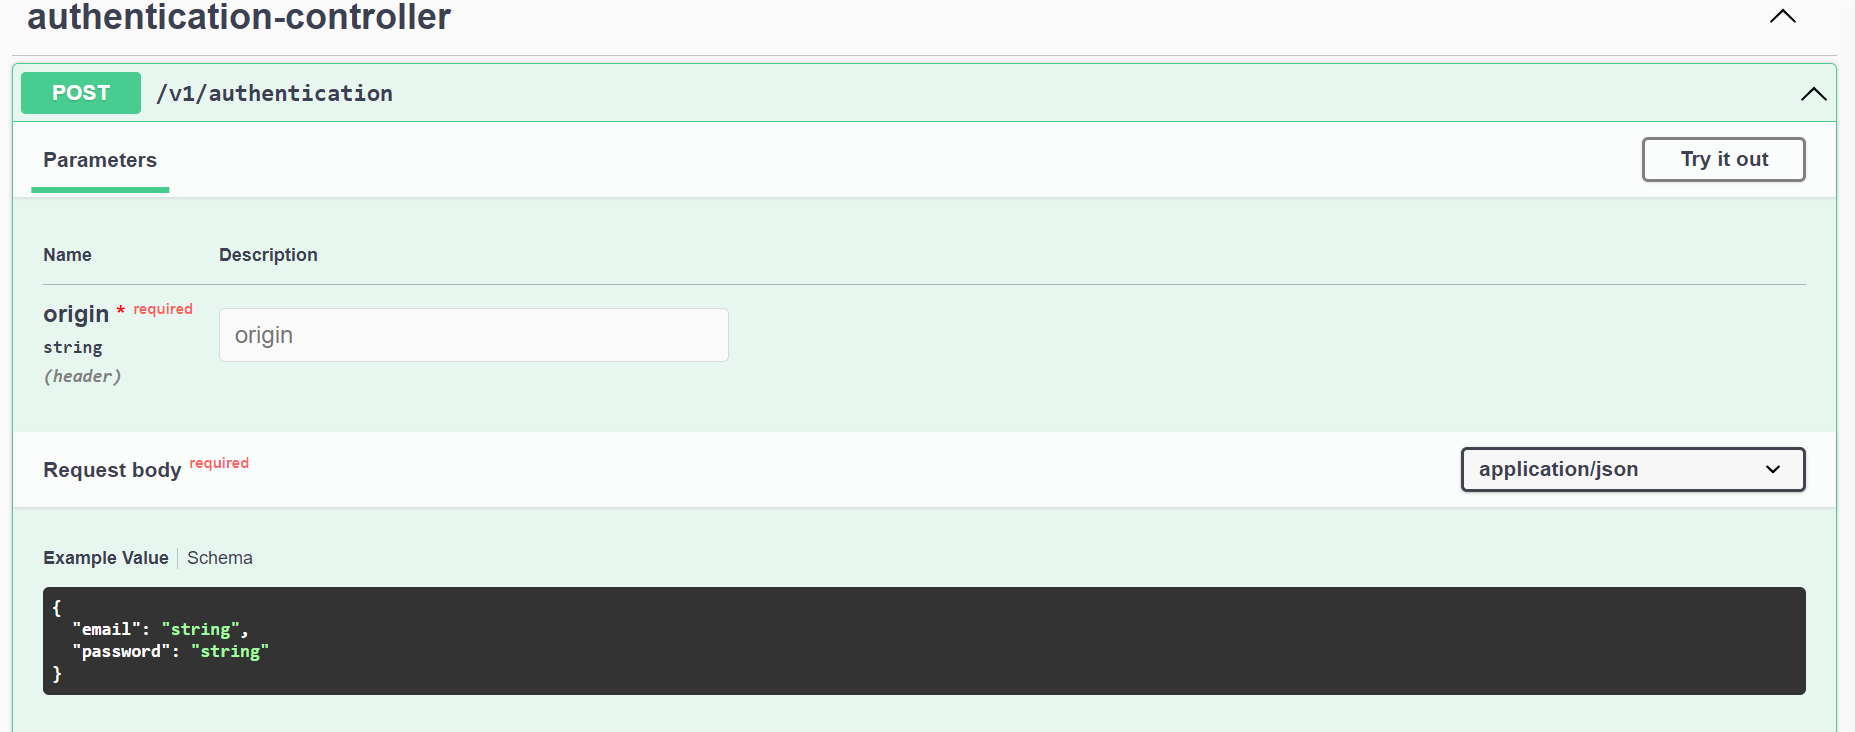 authentication-controller
POST /v1/authentication
Parameters
Try it out
Name Description
origin * required
string
(header)
origin
Request body required
application/json
Example Value | Schema
{
  "email": "string",
  "password": "string"
}